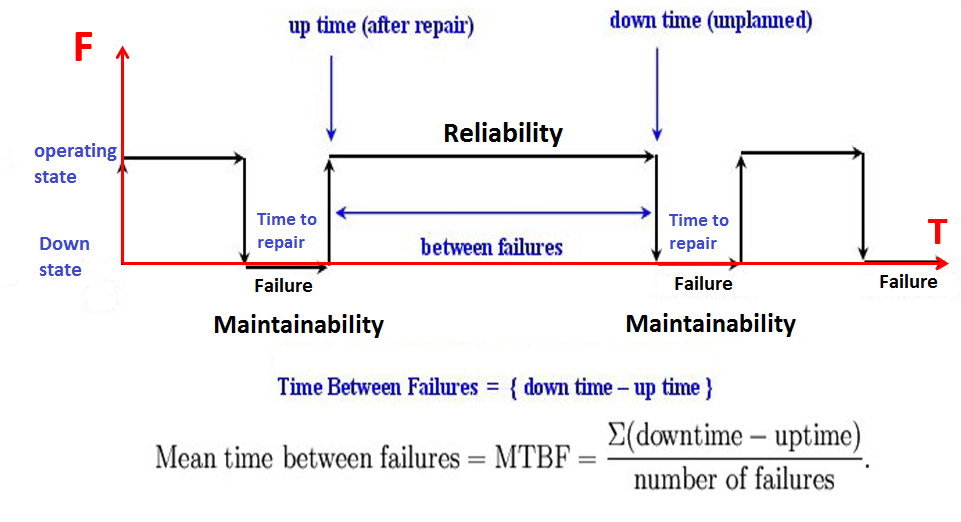 up time (after repair)
down time (unplanned)
F
Reliability
operating
state
Time to
repair
Time to
repair
T
Down
state
between failures
Failure
Failure
Failure
Maintainability
Maintainability
Time Between Failures = { down time – up time }
Mean time between failures = MTBF = Σ(downtime − uptime)
number of failures .